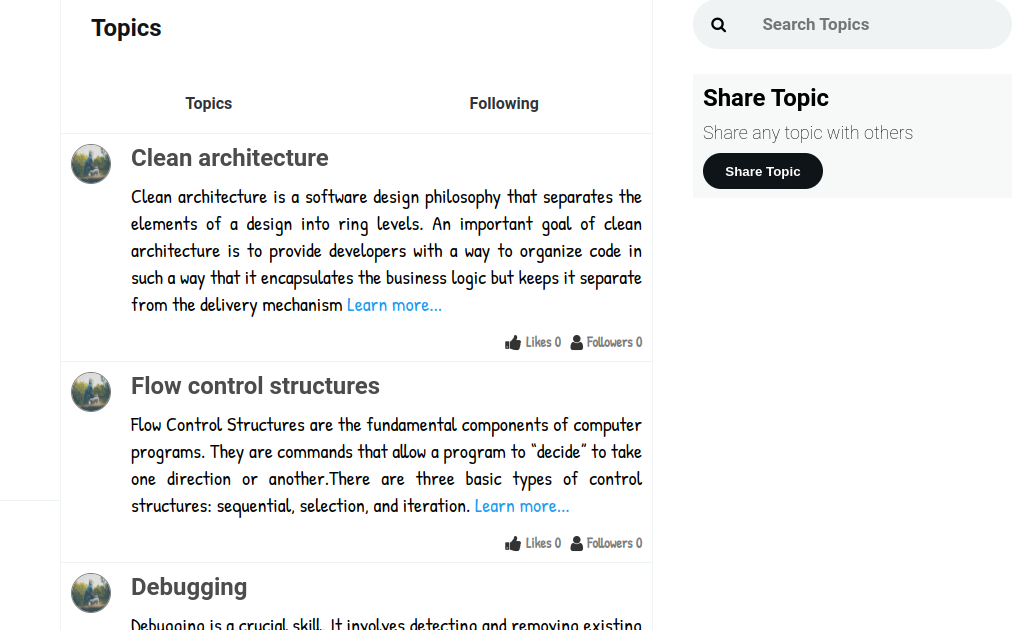 Topics
Topics
Following
Clean architecture
Clean architecture is a software design philosophy that separates the
elements of a design into ring levels. An important goal of clean
architecture is to provide developers with a way to organize code in
such a way that it encapsulates the business logic but keeps it separate
from the delivery mechanism Learn more...
Likes 0 Followers 0
Flow control structures
Flow Control Structures are the fundamental components of computer
programs. They are commands that allow a program to “decide” to take
one direction or another.There are three basic types of control
structures: sequential, selection, and iteration. Learn more...
Likes 0 Followers 0
Debugging
Debugging is a crucial skill. It involves detecting and removing existing
Search Topics
Share Topic
Share any topic with others
Share Topic